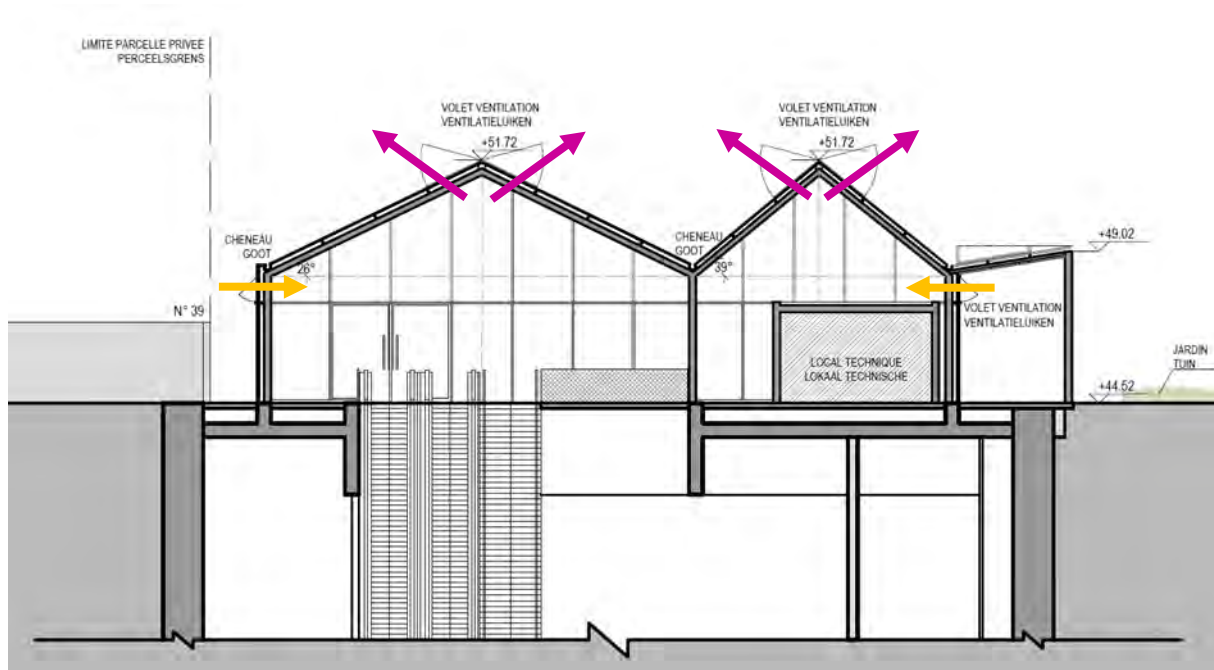 LIMITE PARCELLE PRIVEE
PERCEELSGRENS
VOLET VENTILATION
VENTILATIELUIKEN
+51.72
VOLET VENTILATION
VENTILATIELUIKEN
+51.72
CHENEAU
GOOT
26°
CHENEAU
GOOT
39°
+49.02
N° 39
VOLET VENTILATION
VENTILATIELUIKEN
LOCAL TECHNIQUE
LOKAAL TECHNISCHE
JARDIN
TUIN
+44.52